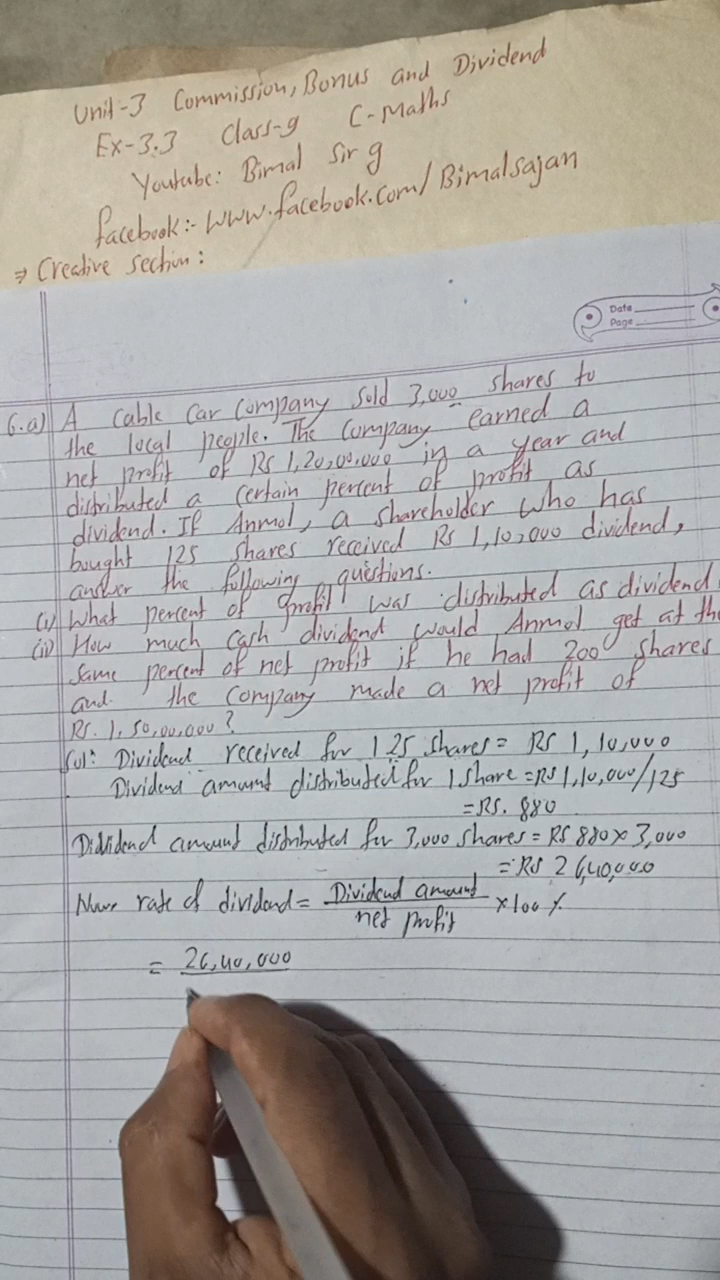 Unit-3 Commission, Bonus and Dividend
Ex-3.3 Class-9 C-Maths
Youtube: Bimal Sir g
facebook:- www.facebook.com/Bimalsajan
⇒ Creative section:
Date
Page
6.a) A Cable Car Company sold 3,000 shares to
the local people. The Company earned a
net profit of Rs 1,20,00,000 in a year and
distributed a certain percent of profit as
dividend. If Anmol, a shareholder who has
bought 125 shares received Rs 1,10,000 dividend,
answer the following questions.
(i) What percent of profit was distributed as dividend
(ii) How much cash dividend would Anmol get at the
same percent of net profit if he had 200 shares
and the company made a net profit of
Rs. 1,50,00,000?
Sol: Dividend received for 125 shares = Rs 1,10,000
Dividend amount distributed for 1 share = Rs 1,10,000/125
= Rs. 880
Dividend amount distributed for 3,000 shares = Rs 880 × 3,000
= Rs 26,40,000
Now rate of dividend = Dividend amount
net profit × 100 %
= 26,40,000